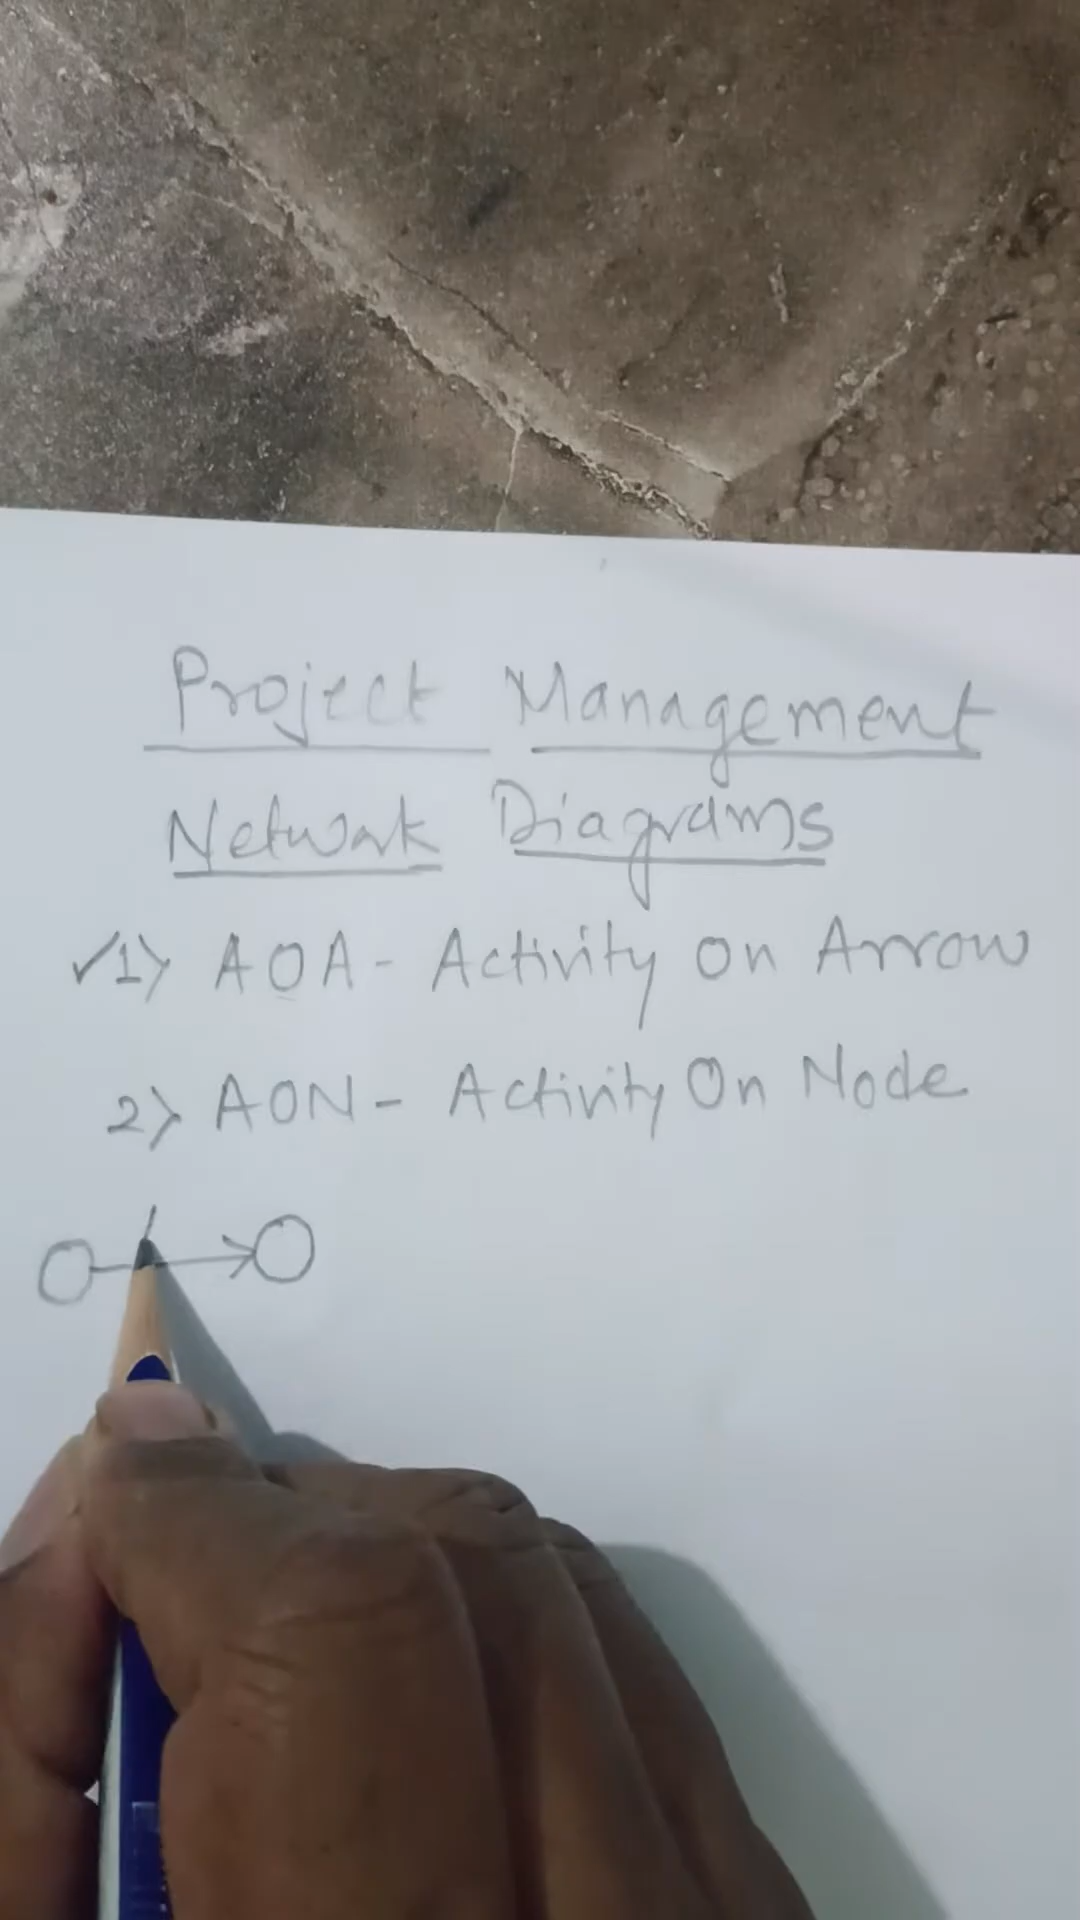 Project Management
Network Diagrams
✓1) AOA - Activity on Arrow
2) AON - Activity On Node